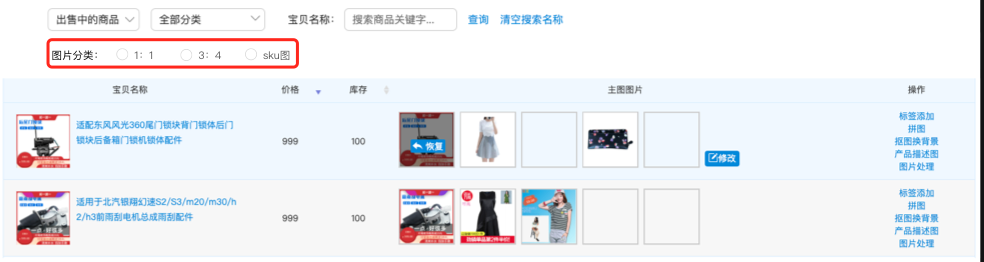 出售中的商品 全部分类 宝贝名称: 搜索商品关键字... 查询 清空搜索名称
图片分类: 1: 1 3: 4 sku图
宝贝名称 价格 库存 主图图片 操作
适配东风风光360尾门锁块背门锁体后门
锁块后备箱门锁机锁体配件
999 100
恢复
修改
标签添加
拼图
抠图换背景
产品描述图
图片处理
适用于北汽银翔幻速S2/S3/m20/m30/h
2/h3前雨刮电机总成雨刮配件
999 100
标签添加
拼图
抠图换背景
产品描述图
图片处理